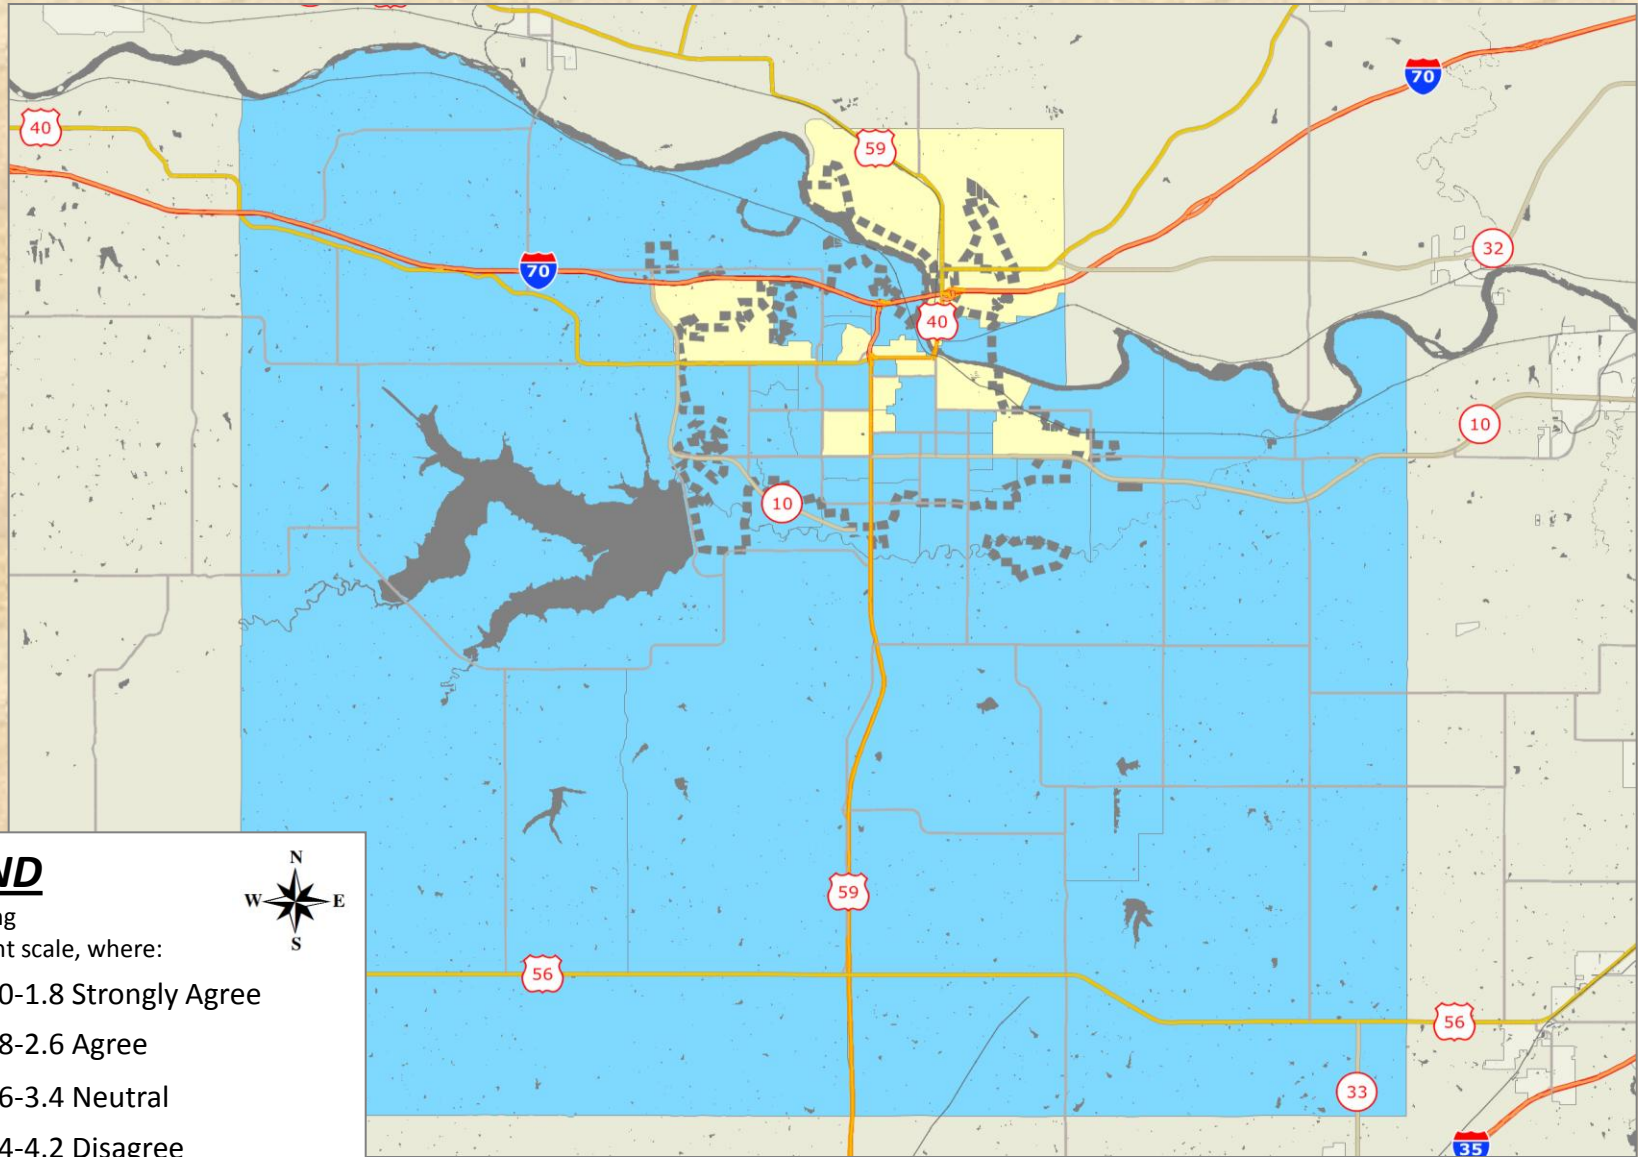 70
40
59
32
70
40
10
10
59
56
56
33
35
N
W E
S
ND
ng
nt scale, where:
0-1.8 Strongly Agree
8-2.6 Agree
6-3.4 Neutral
4-4.2 Disagree